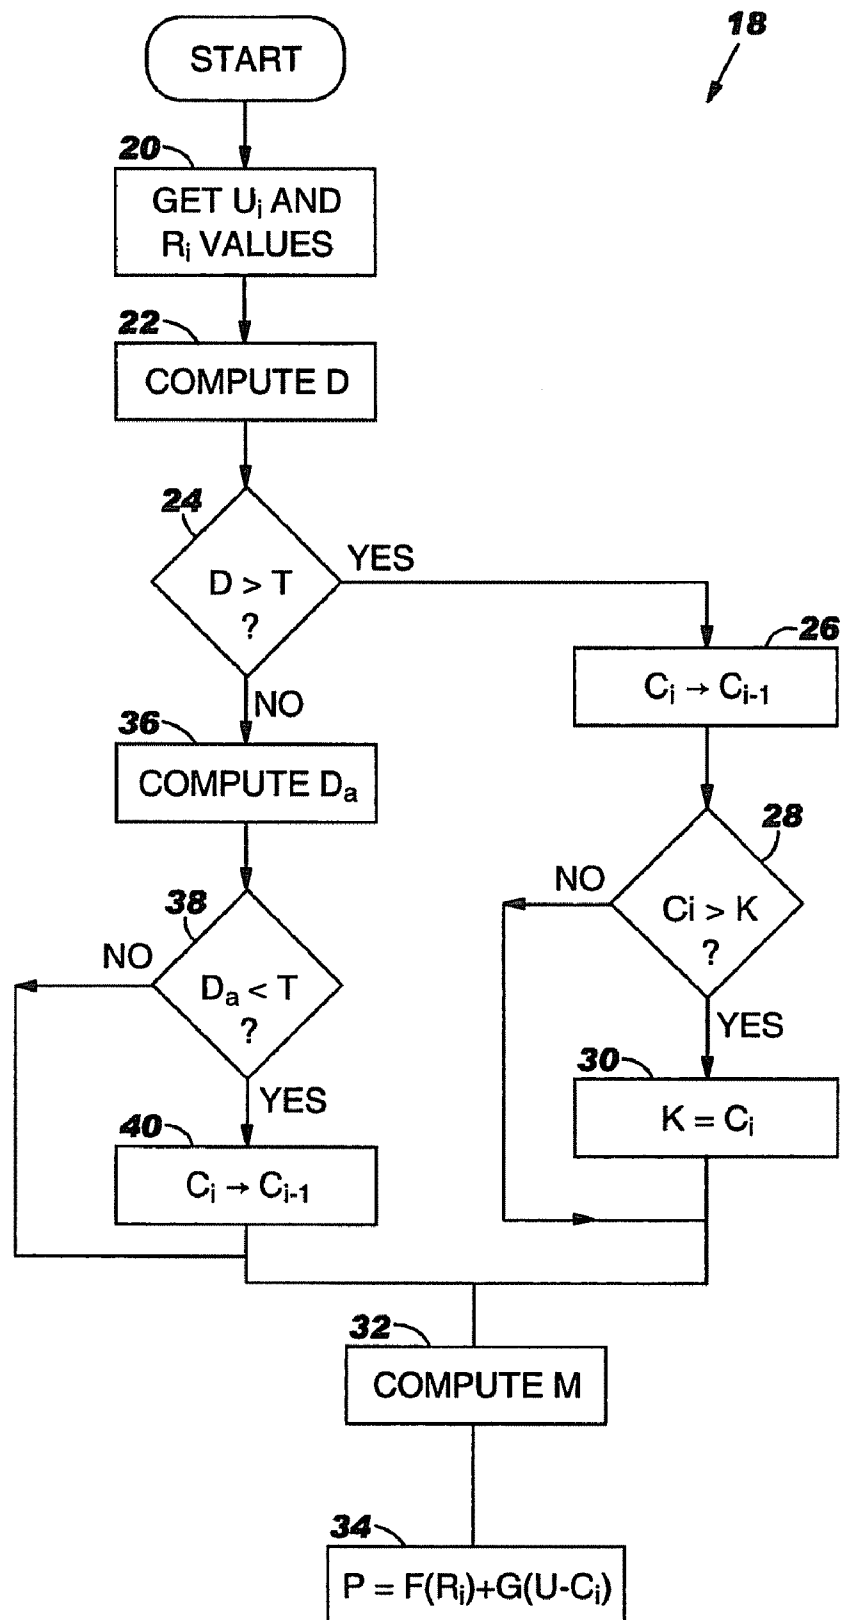 18
START
20
GET Uᵢ AND
Rᵢ VALUES
22
COMPUTE D
24
D > T
?
YES
NO
26
Cᵢ → Cᵢ₋₁
36
COMPUTE Dₐ
28
Ci > K
?
NO
YES
38
Dₐ < T
?
NO
YES
30
K = Cᵢ
40
Cᵢ → Cᵢ₋₁
32
COMPUTE M
34
P = F(Rᵢ)+G(U-Cᵢ)